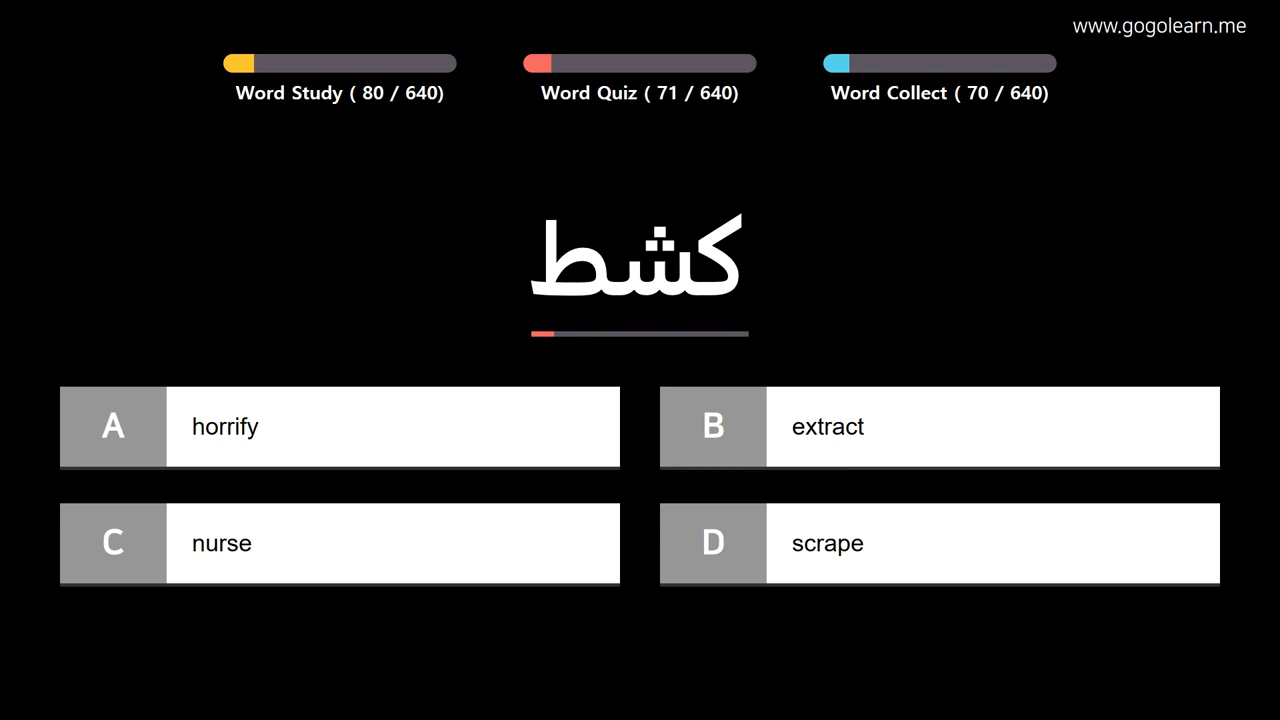 www.gogolearn.me
Word Study ( 80 / 640)
Word Quiz ( 71 / 640)
Word Collect ( 70 / 640)
كشط
A horrify
B extract
C nurse
D scrape